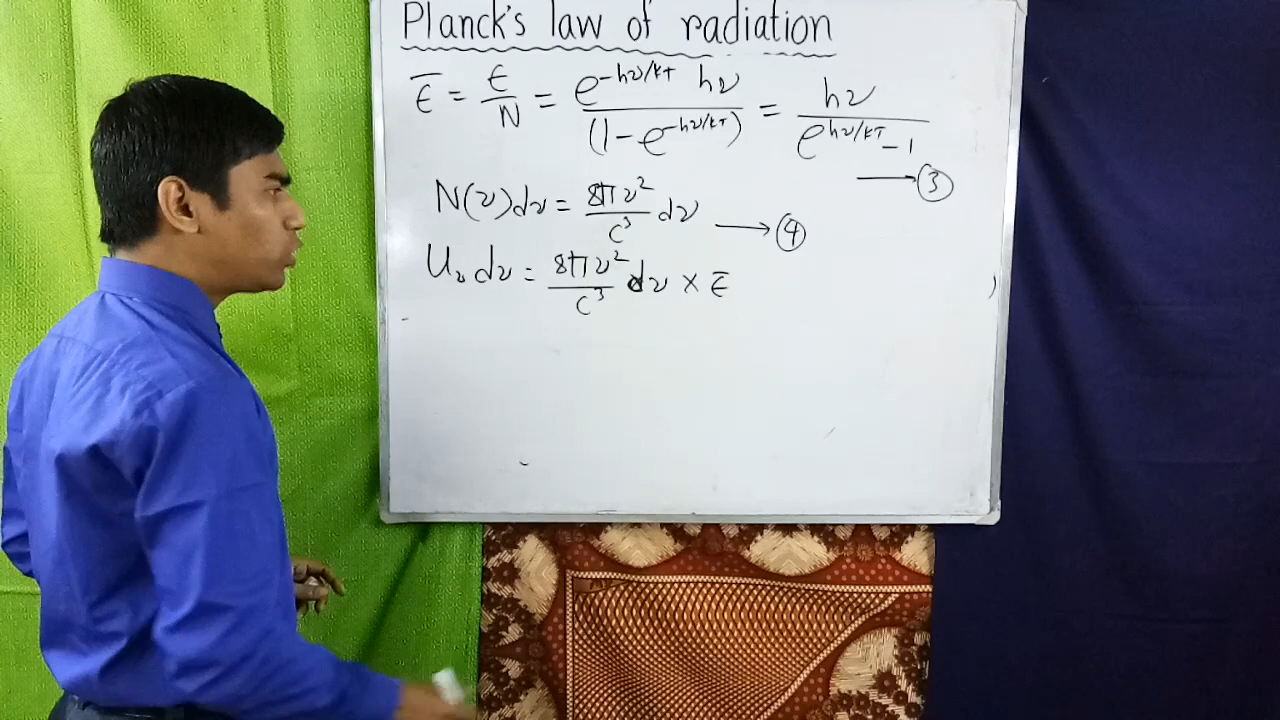 Planck's law of radiation
ε̄ = ε/N = e^(-hν/kT) hν / (1 - e^(-hν/kT)) = hν / (e^(hν/kT) - 1)
→ ③
N(ν)dν = 8πν²/c³ dν → ④
U_ν dν = 8πν²/c³ dν × ε̄